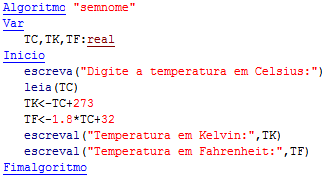 Algoritmo "semnome"
Var
TC,TK,TF:real
Inicio
escreva("Digite a temperatura em Celsius:")
leia(TC)
TK<-TC+273
TF<-1.8*TC+32
escreval("Temperatura em Kelvin:",TK)
escreval("Temperatura em Fahrenheit:",TF)
Fimalgoritmo